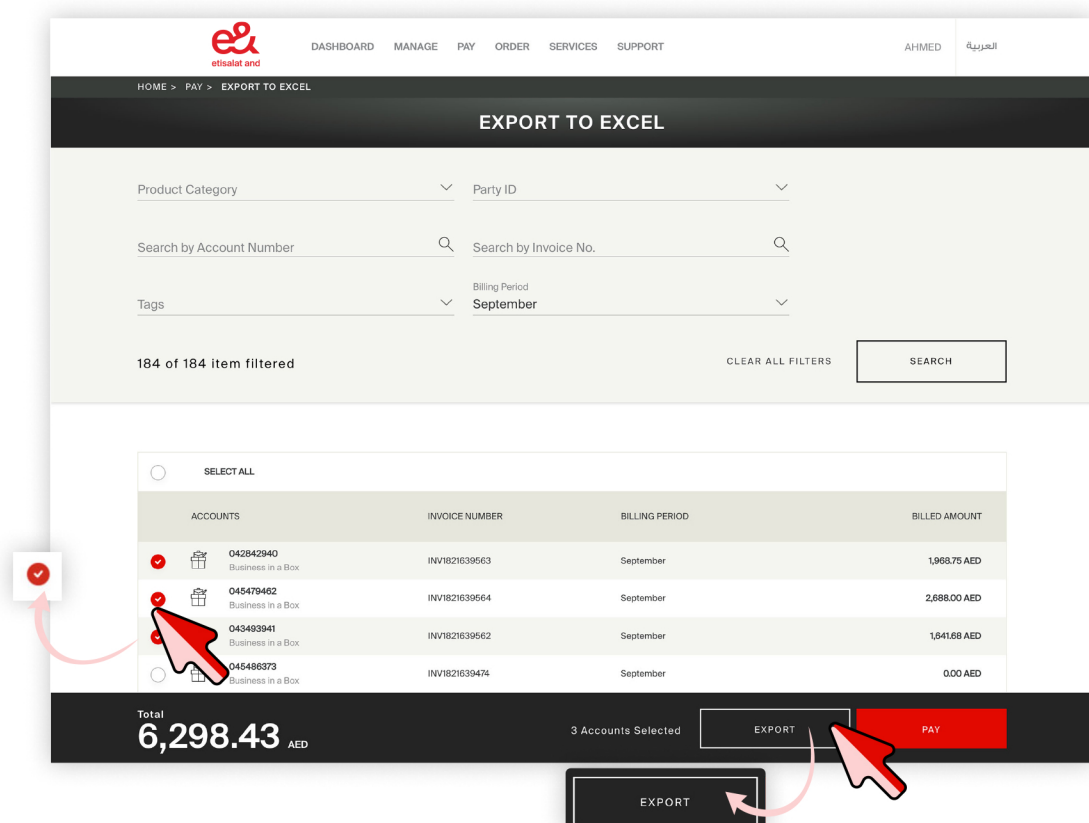 e&
etisalat and
DASHBOARD MANAGE PAY ORDER SERVICES SUPPORT AHMED العربية
HOME > PAY > EXPORT TO EXCEL
EXPORT TO EXCEL
Product Category Party ID
Search by Account Number Search by Invoice No.
Billing Period
Tags September
184 of 184 item filtered CLEAR ALL FILTERS SEARCH
SELECT ALL
ACCOUNTS INVOICE NUMBER BILLING PERIOD BILLED AMOUNT
042842940
Business in a Box INV1821639563 September 1,968.75 AED
045479462
Business in a Box INV1821639564 September 2,688.00 AED
043493941
Business in a Box INV1821639562 September 1,641.68 AED
045486373
Business in a Box INV1821639474 September 0.00 AED
Total
6,298.43 AED 3 Accounts Selected EXPORT PAY
EXPORT